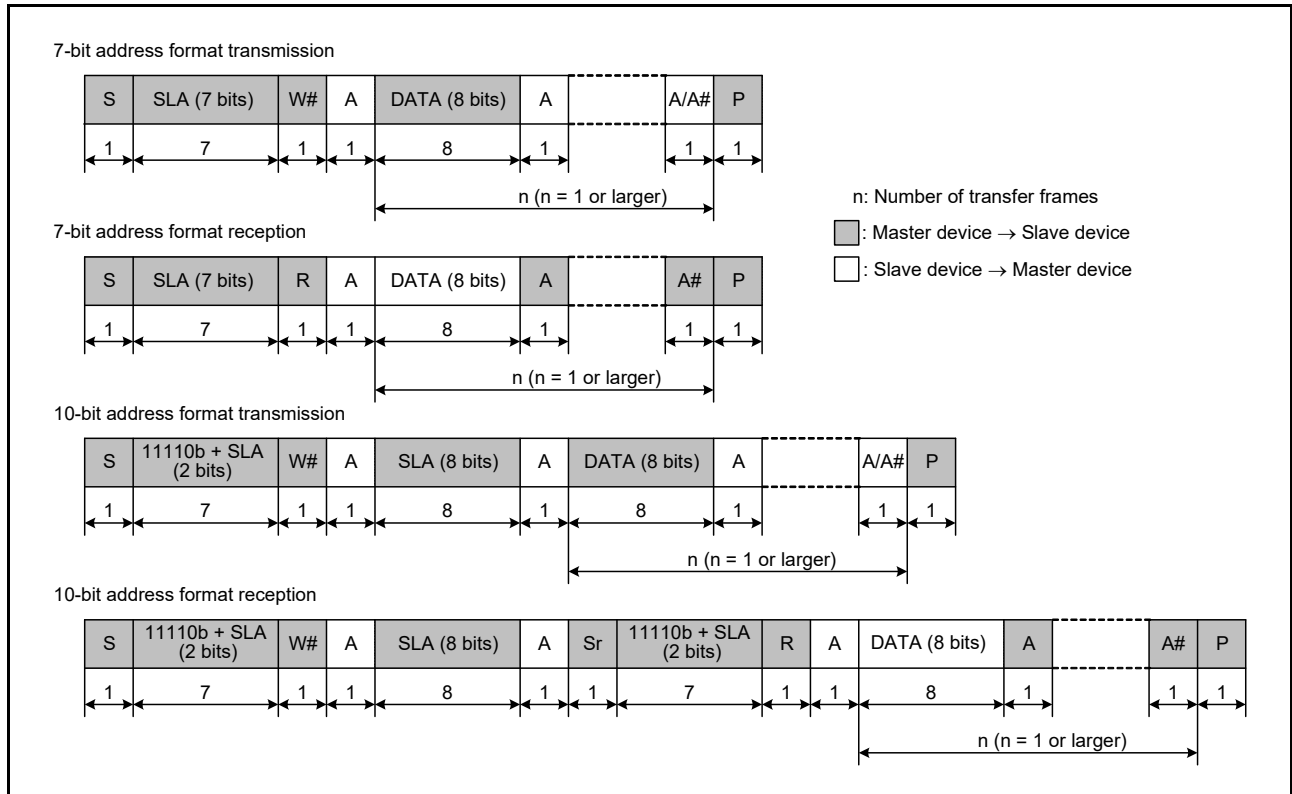 7-bit address format transmission
S SLA (7 bits) W# A DATA (8 bits) A A/A# P
1 7 1 1 8 1 1 1
n (n = 1 or larger)
n: Number of transfer frames
: Master device → Slave device
: Slave device → Master device
7-bit address format reception
S SLA (7 bits) R A DATA (8 bits) A A# P
1 7 1 1 8 1 1 1
n (n = 1 or larger)
10-bit address format transmission
S 11110b + SLA (2 bits) W# A SLA (8 bits) A DATA (8 bits) A A/A# P
1 7 1 1 8 1 8 1 1 1
n (n = 1 or larger)
10-bit address format reception
S 11110b + SLA (2 bits) W# A SLA (8 bits) A Sr 11110b + SLA (2 bits) R A DATA (8 bits) A A# P
1 7 1 1 8 1 1 7 1 1 8 1 1 1
n (n = 1 or larger)